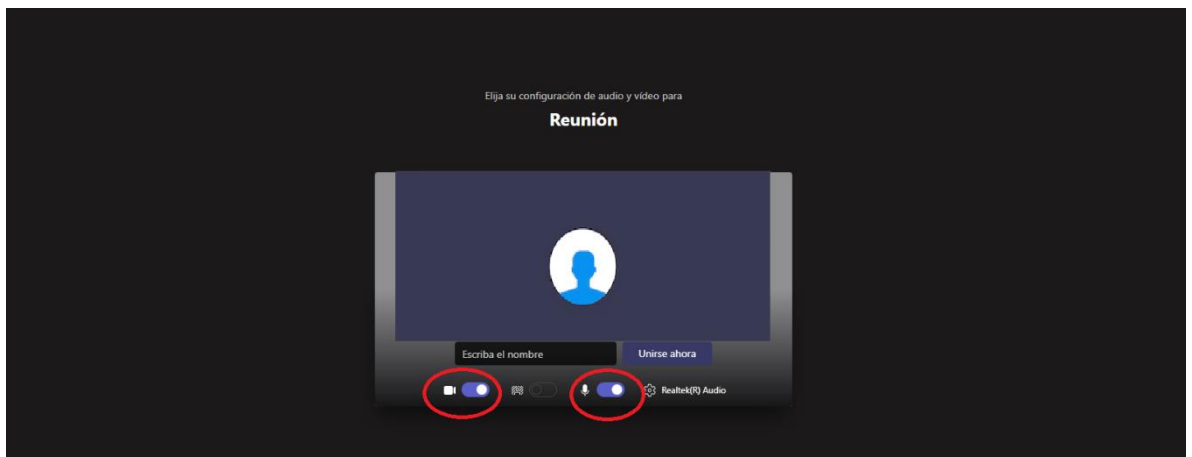 Elija su configuración de audio y vídeo para
Reunión
Escriba el nombre
Unirse ahora
Realtek(R) Audio